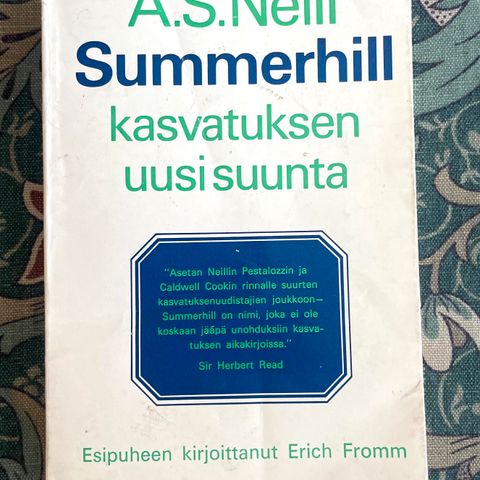 A.S.Neill
Summerhill
kasvatuksen
uusi suunta
"Asetan Neillin Pestalozzin ja
Caldwell Cookin rinnalle suurten
kasvatuksenuudistajien joukkoon—
Summerhill on nimi, joka ei ole
koskaan jääpä unohduksiin kasva-
tuksen aikakirjoissa."
Sir Herbert Read
Esipuheen kirjoittanut Erich Fromm